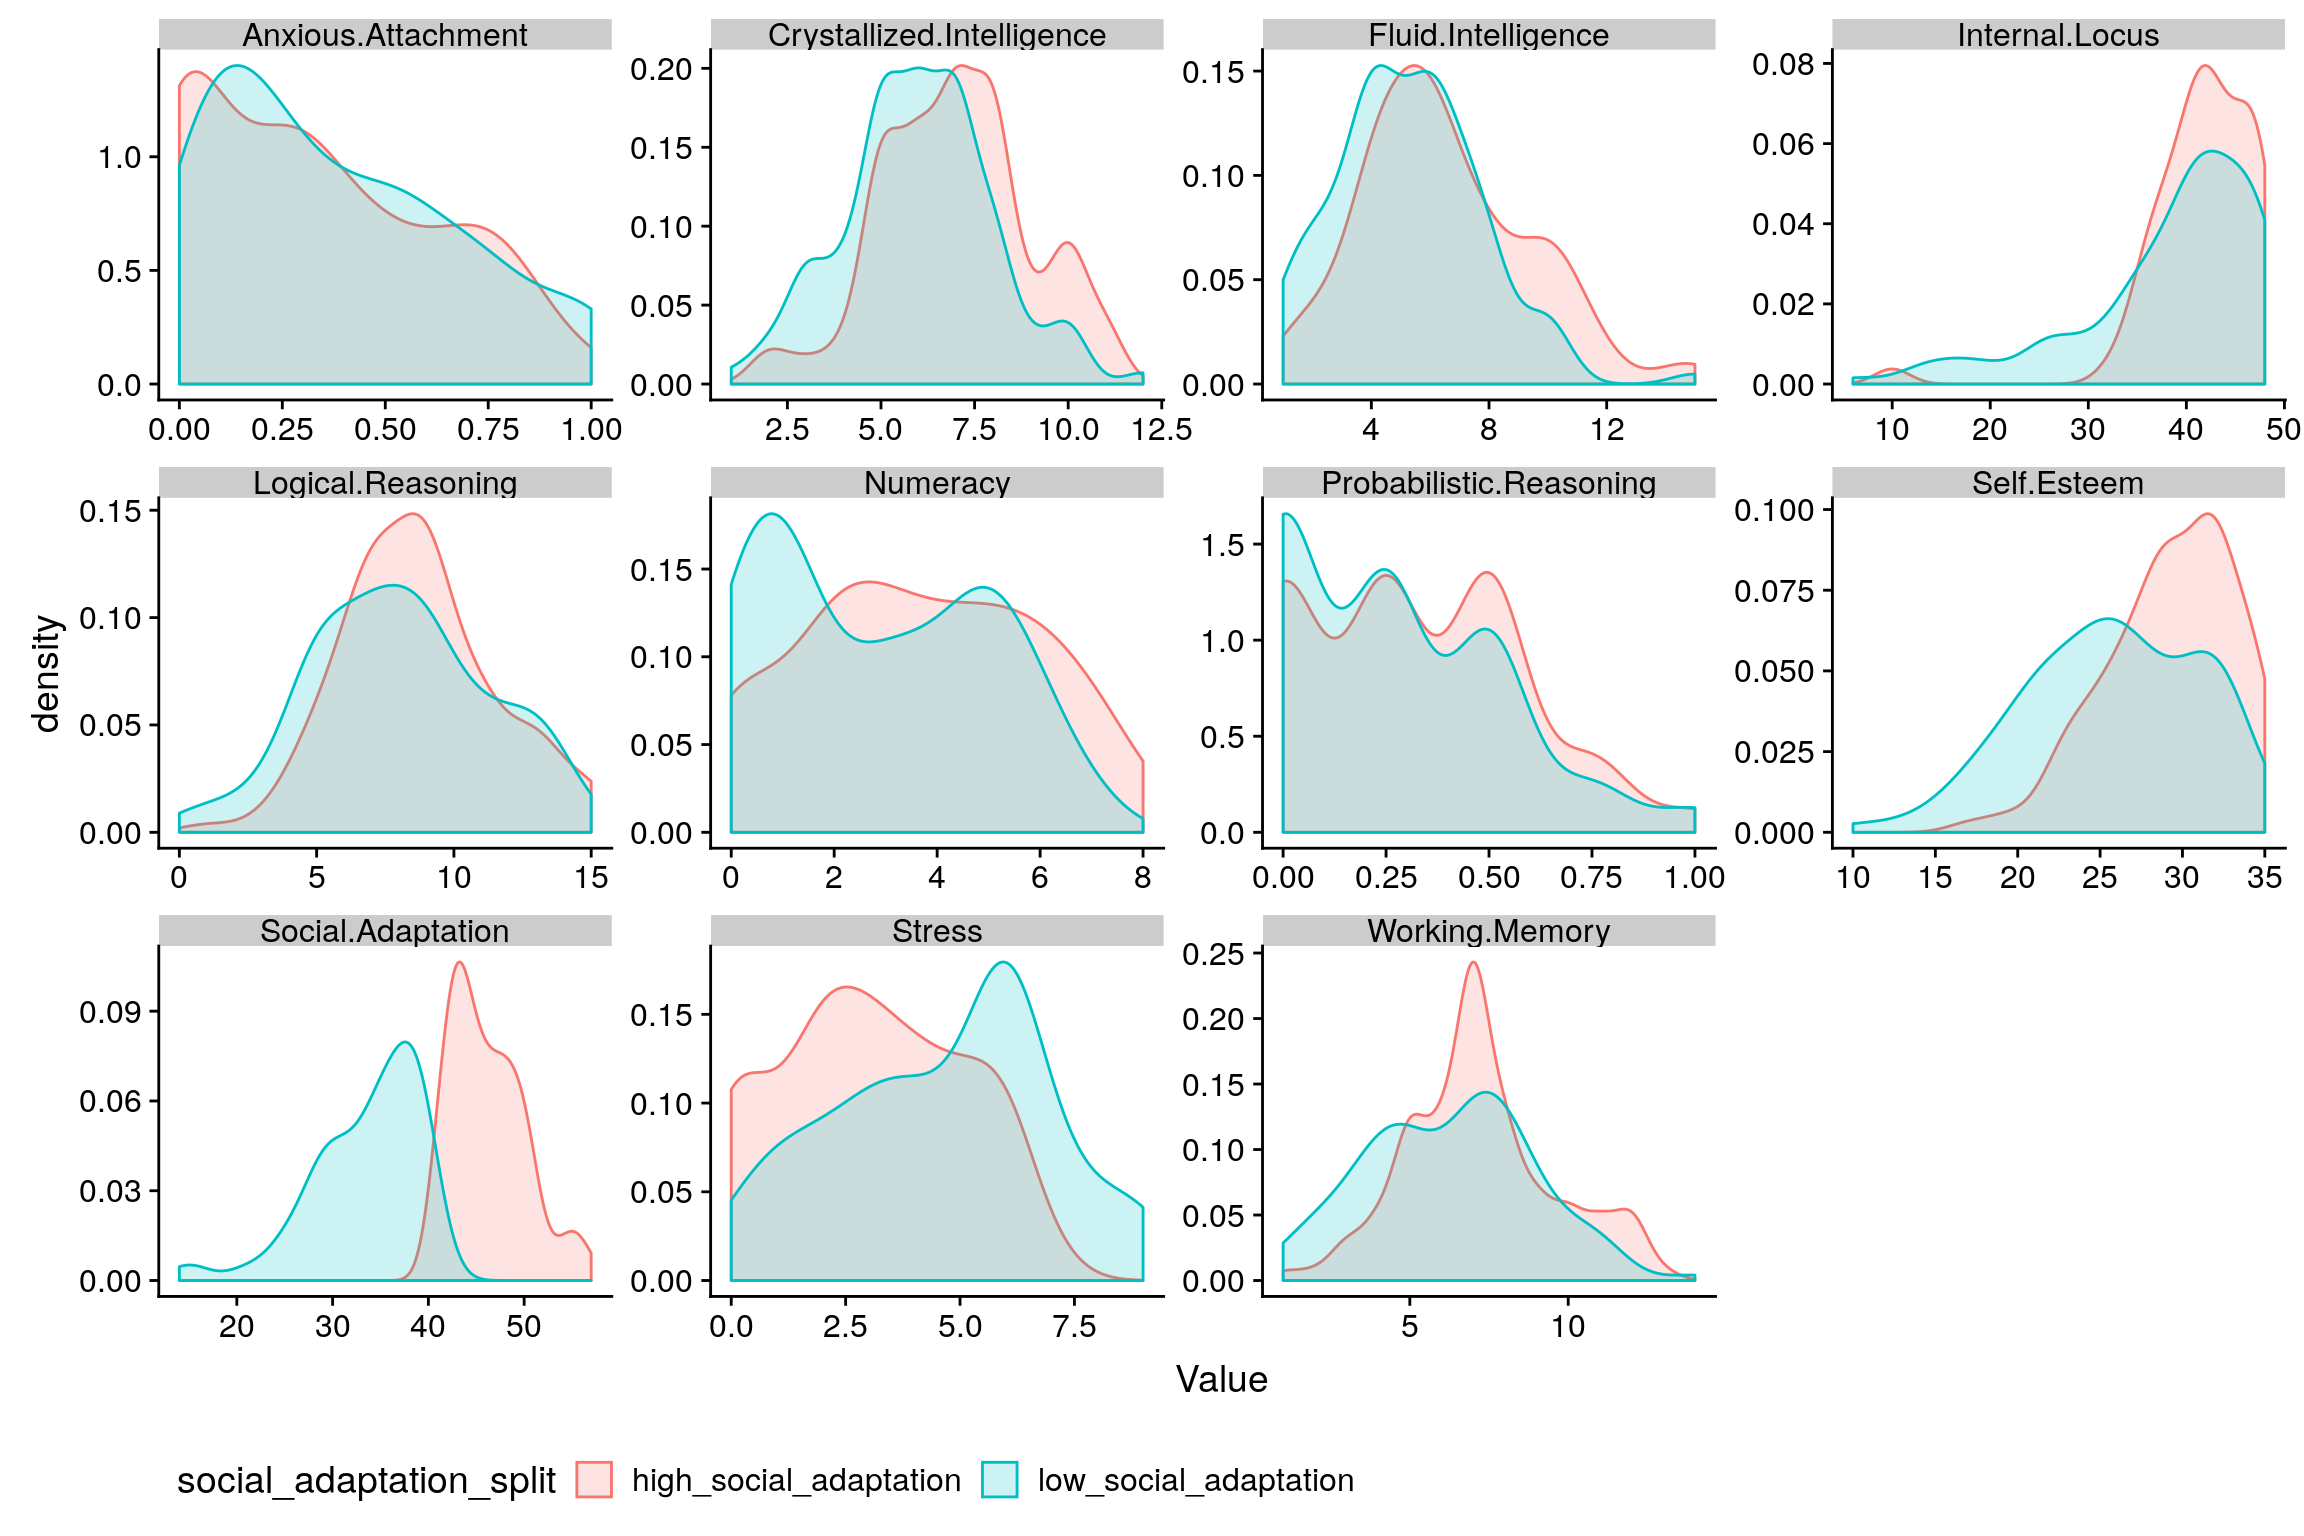 Anxious.Attachment
Crystallized.Intelligence
Fluid.Intelligence
Internal.Locus
1.0
0.5
0.0
0.20
0.15
0.10
0.05
0.00
0.15
0.10
0.05
0.00
0.08
0.06
0.04
0.02
0.00
0.00 0.25 0.50 0.75 1.00
2.5 5.0 7.5 10.0 12.5
4 8 12
10 20 30 40 50
Logical.Reasoning
Numeracy
Probabilistic.Reasoning
Self.Esteem
density
0.15
0.10
0.05
0.00
0.15
0.10
0.05
0.00
1.5
1.0
0.5
0.0
0.100
0.075
0.050
0.025
0.000
0 5 10 15
0 2 4 6 8
0.00 0.25 0.50 0.75 1.00
10 15 20 25 30 35
Social.Adaptation
Stress
Working.Memory
0.09
0.06
0.03
0.00
0.15
0.10
0.05
0.00
0.25
0.20
0.15
0.10
0.05
0.00
20 30 40 50
0.0 2.5 5.0 7.5
5 10
Value
social_adaptation_split high_social_adaptation low_social_adaptation